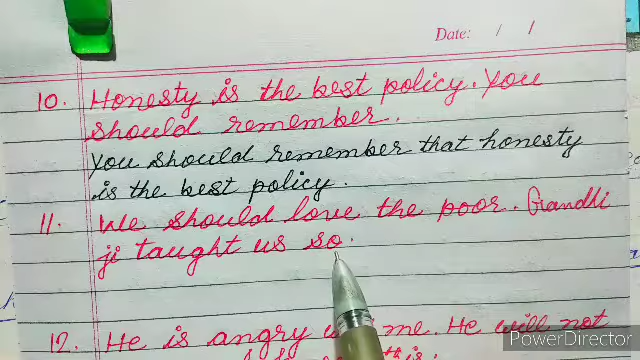 Date: / /
10. Honesty is the best policy. You
should remember.
You should remember that honesty
is the best policy.
11. We should love the poor. Gandhi
ji taught us so.
12. He is angry me. He will not
PowerDirector